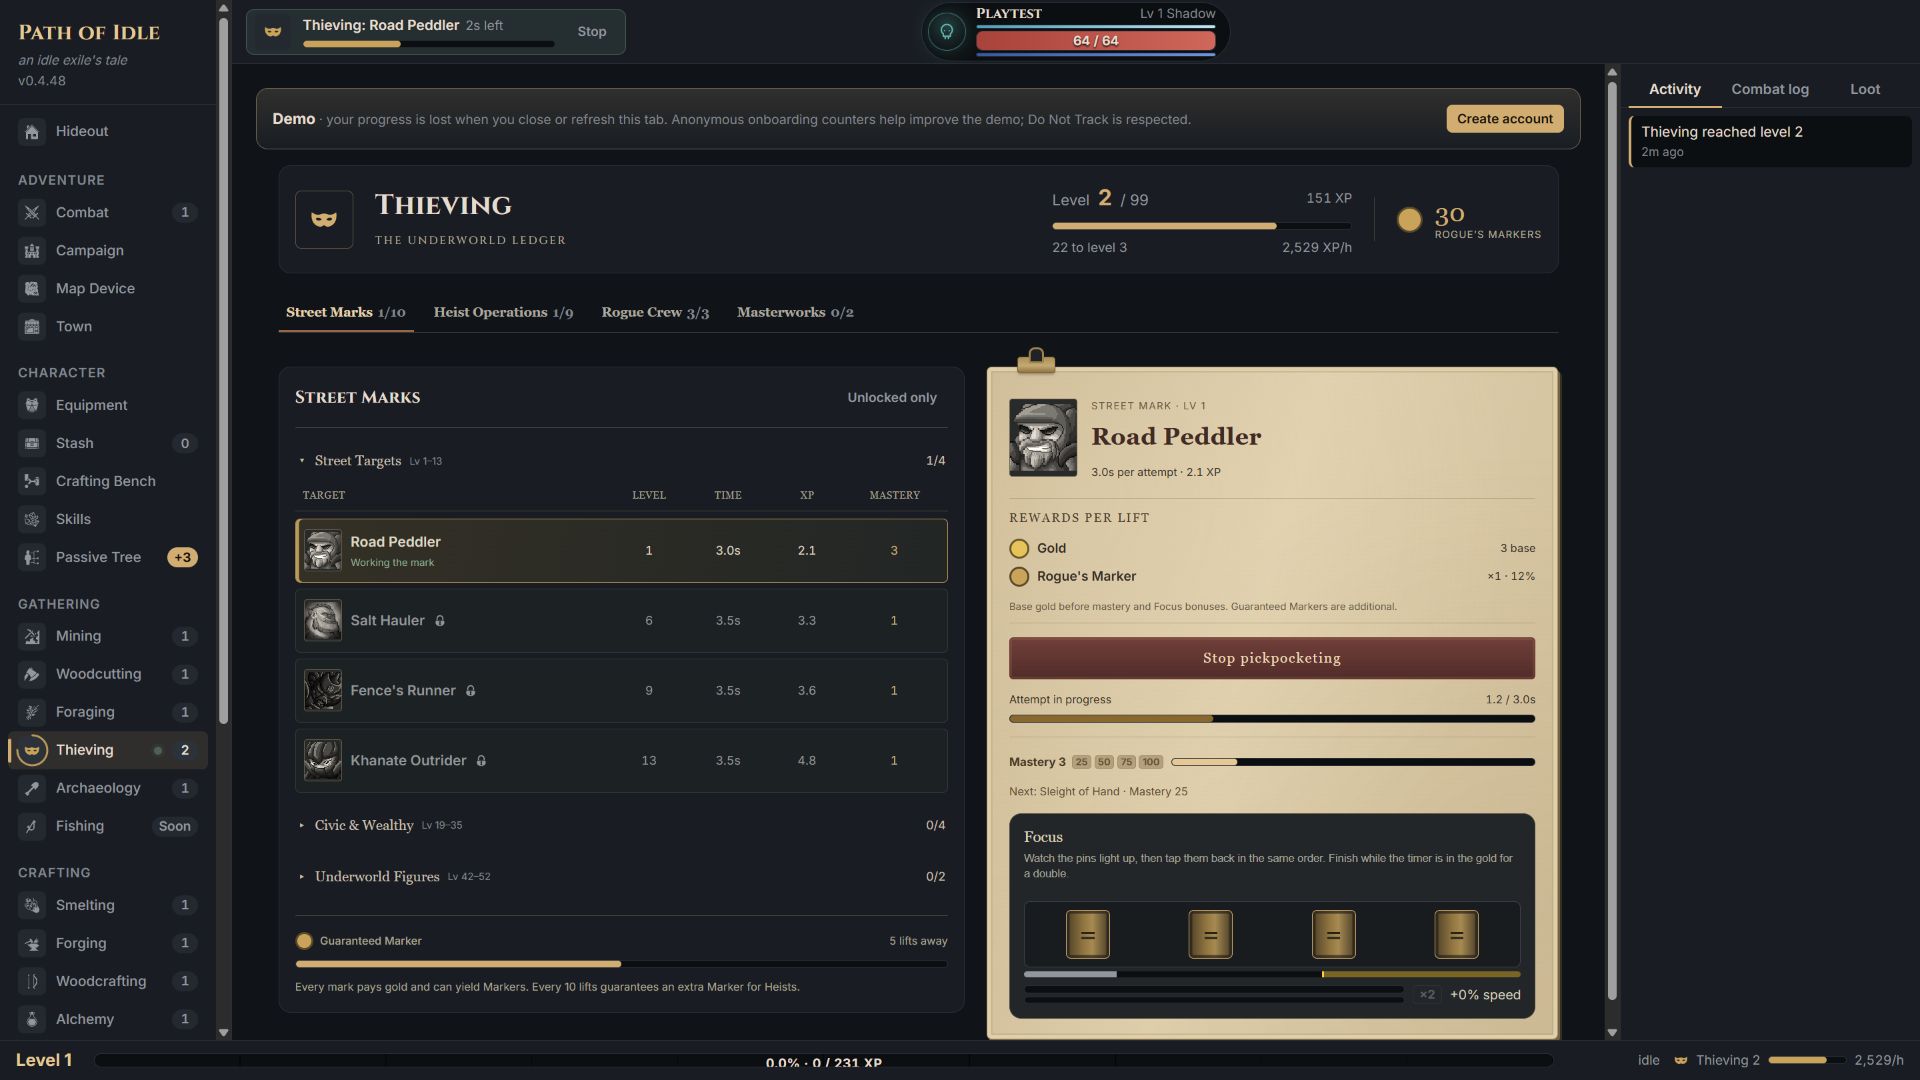 PATH OF IDLE
an idle exile's tale
v0.4.48
Hideout
ADVENTURE
Combat 1
Campaign
Map Device
Town
CHARACTER
Equipment
Stash 0
Crafting Bench
Skills
Passive Tree +3
GATHERING
Mining 1
Woodcutting 1
Foraging 1
Thieving 2
Archaeology 1
Fishing Soon
CRAFTING
Smelting 1
Forging 1
Woodcrafting 1
Alchemy 1
Thieving: Road Peddler 2s left
Stop
PLAYTEST Lv 1 Shadow
64 / 64
Demo · your progress is lost when you close or refresh this tab. Anonymous onboarding counters help improve the demo; Do Not Track is respected.
Create account
THIEVING
THE UNDERWORLD LEDGER
Level 2 / 99 151 XP
22 to level 3 2,529 XP/h
30
ROGUE'S MARKERS
Street Marks 1/10 Heist Operations 1/9 Rogue Crew 3/3 Masterworks 0/2
STREET MARKS Unlocked only
Street Targets Lv 1–13 1/4
TARGET LEVEL TIME XP MASTERY
Road Peddler 1 3.0s 2.1 3
Working the mark
Salt Hauler 6 3.5s 3.3 1
Fence's Runner 9 3.5s 3.6 1
Khanate Outrider 13 3.5s 4.8 1
Civic & Wealthy Lv 19–35 0/4
Underworld Figures Lv 42–52 0/2
Guaranteed Marker 5 lifts away
Every mark pays gold and can yield Markers. Every 10 lifts guarantees an extra Marker for Heists.
STREET MARK · LV 1
Road Peddler
3.0s per attempt · 2.1 XP
REWARDS PER LIFT
Gold 3 base
Rogue's Marker ×1 · 12%
Base gold before mastery and Focus bonuses. Guaranteed Markers are additional.
Stop pickpocketing
Attempt in progress 1.2 / 3.0s
Mastery 3 25 50 75 100
Next: Sleight of Hand · Mastery 25
Focus
Watch the pins light up, then tap them back in the same order. Finish while the timer is in the gold for
a double.
×2 +0% speed
Activity Combat log Loot
Thieving reached level 2
2m ago
Level 1
0.0% · 0 / 231 XP
idle Thieving 2 2,529/h